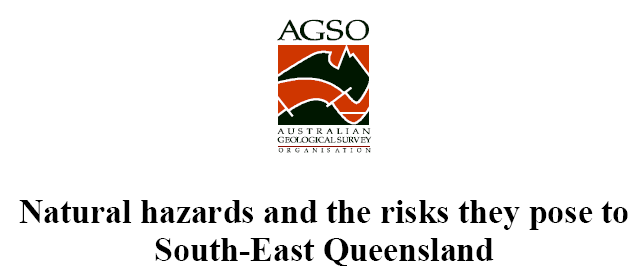 AGSO
AUSTRALIAN
GEOLOGICAL SURVEY
ORGANISATION
Natural hazards and the risks they pose to
South-East Queensland